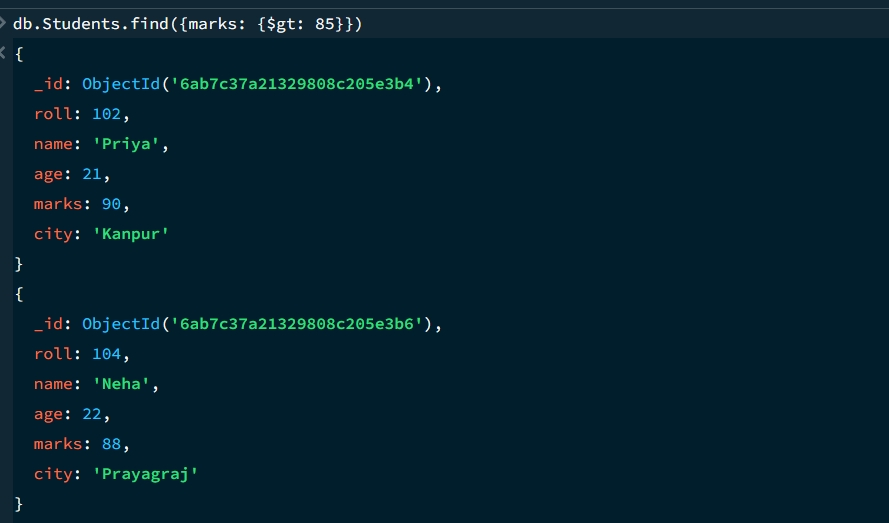 db.Students.find({marks: {$gt: 85}})
{
_id: ObjectId('6ab7c37a21329808c205e3b4'),
roll: 102,
name: 'Priya',
age: 21,
marks: 90,
city: 'Kanpur'
}
{
_id: ObjectId('6ab7c37a21329808c205e3b6'),
roll: 104,
name: 'Neha',
age: 22,
marks: 88,
city: 'Prayagraj'
}